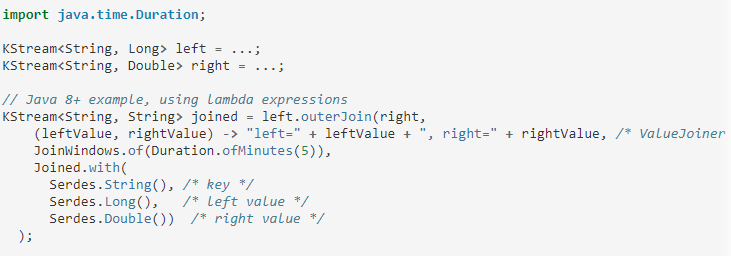 import java.time.Duration;
KStream<String, Long> left = ...;
KStream<String, Double> right = ...;
// Java 8+ example, using lambda expressions
KStream<String, String> joined = left.outerJoin(right,
    (leftValue, rightValue) -> "left=" + leftValue + ", right=" + rightValue, /* ValueJoiner
    JoinWindows.of(Duration.ofMinutes(5)),
    Joined.with(
      Serdes.String(), /* key */
      Serdes.Long(),   /* left value */
      Serdes.Double())  /* right value */
  );